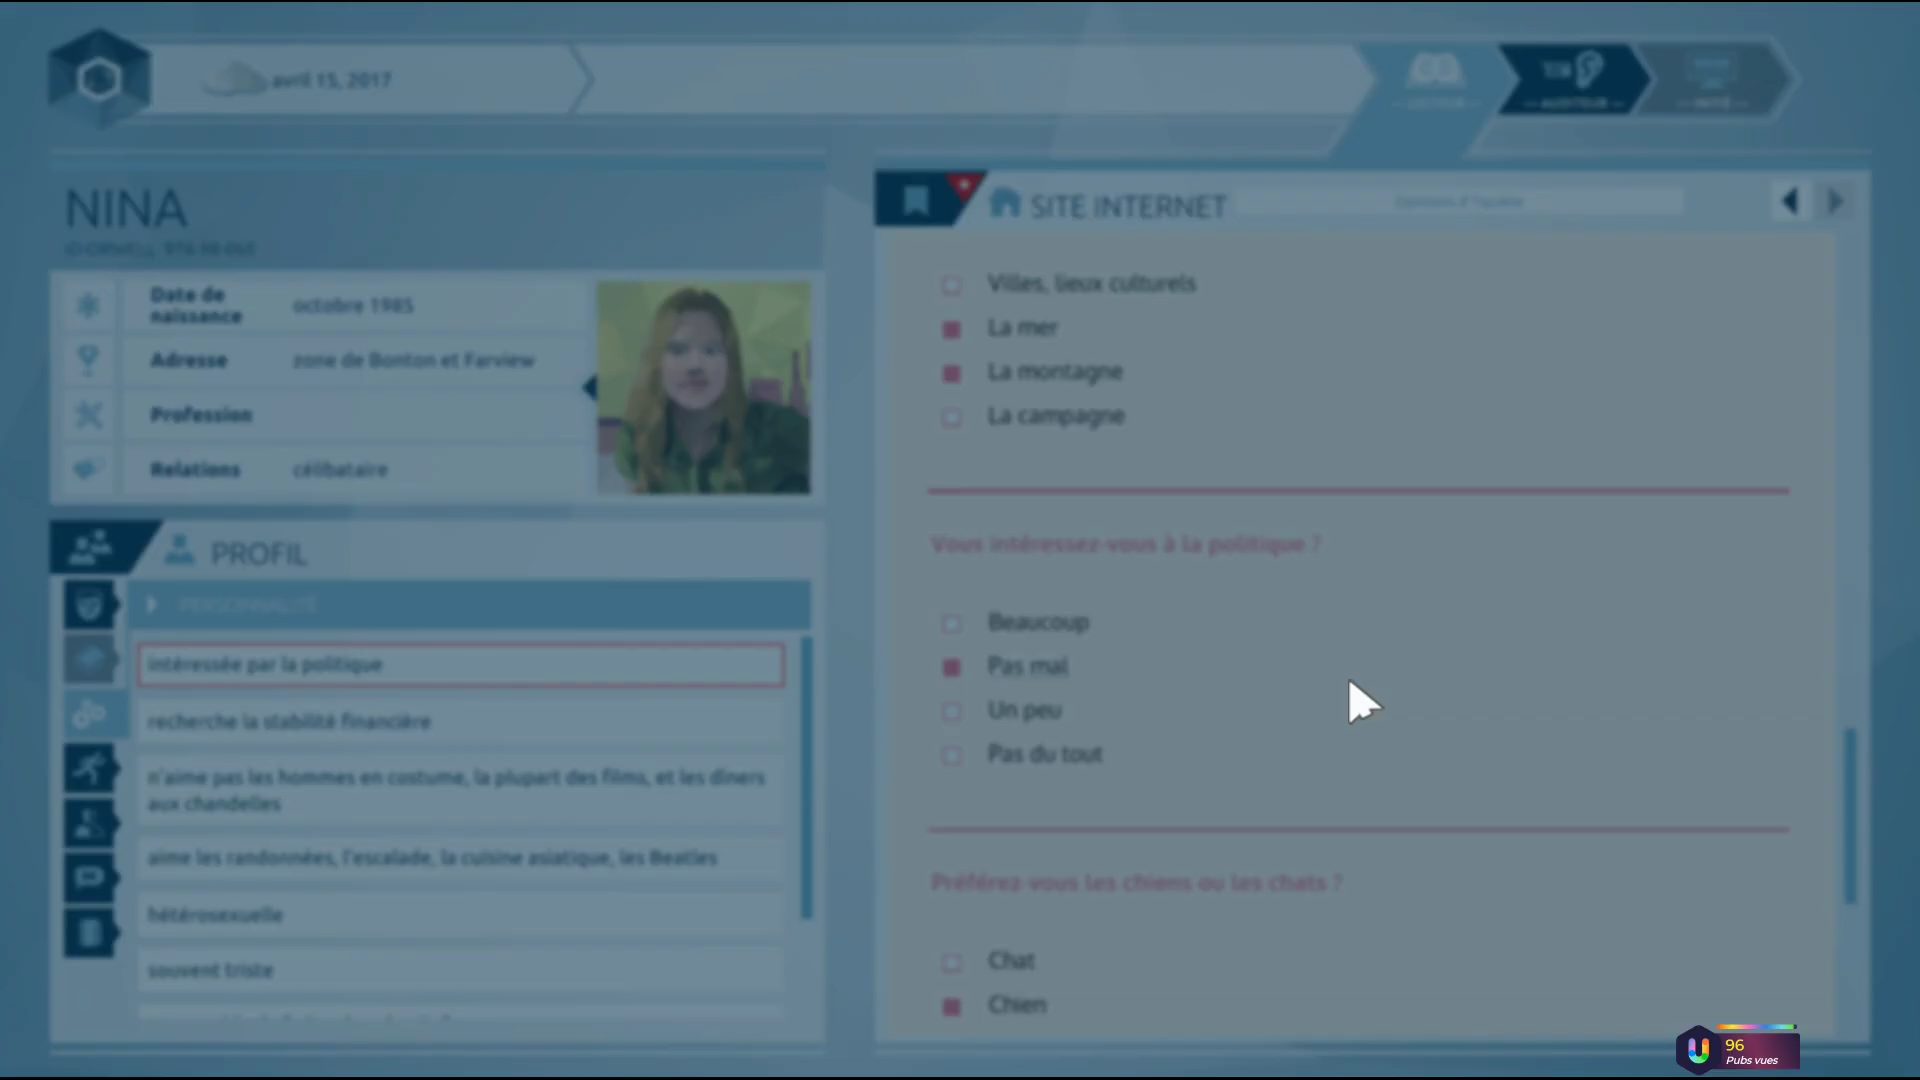 avril 15, 2017
LECTEUR
AUDITEUR
INITIÉ
NINA
Date de naissance
octobre 1985
Adresse
zone de Bonton et Farview
Profession
Relations
célibataire
PROFIL
PERSONNALITÉ
intéressée par la politique
recherche la stabilité financière
n'aime pas les hommes en costume, la plupart des films, et les dîners
aux chandelles
aime les randonnées, l'escalade, la cuisine asiatique, les Beatles
hétérosexuelle
souvent triste
SITE INTERNET
Villes, lieux culturels
La mer
La montagne
La campagne
Vous intéressez-vous à la politique ?
Beaucoup
Pas mal
Un peu
Pas du tout
Préférez-vous les chiens ou les chats ?
Chat
Chien
96
Pubs vues